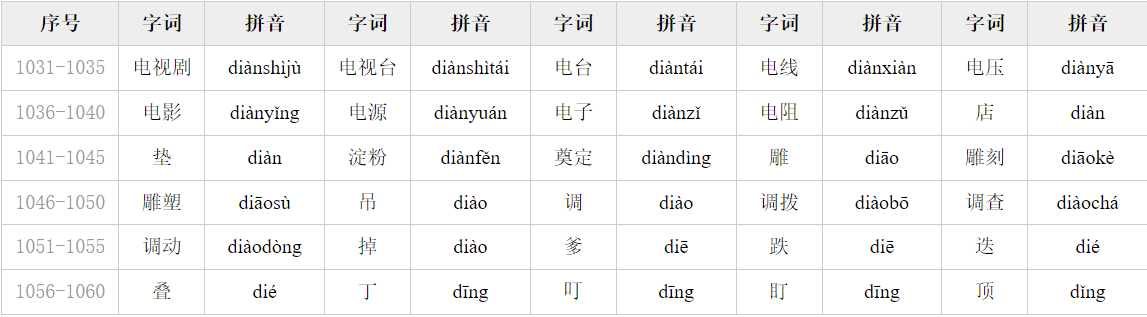 序号 字词 拼音 字词 拼音 字词 拼音 字词 拼音 字词 拼音
1031-1035 电视剧 diànshìjù 电视台 diànshìtái 电台 diàntái 电线 diànxiàn 电压 diànyā
1036-1040 电影 diànyǐng 电源 diànyuán 电子 diànzǐ 电阻 diànzǔ 店 diàn
1041-1045 垫 diàn 淀粉 diànfěn 奠定 diàndìng 雕 diāo 雕刻 diāokè
1046-1050 雕塑 diāosù 吊 diào 调 diào 调拨 diàobō 调查 diàochá
1051-1055 调动 diàodòng 掉 diào 爹 diē 跌 diē 迭 dié
1056-1060 叠 dié 丁 dīng 叮 dīng 盯 dīng 顶 dǐng